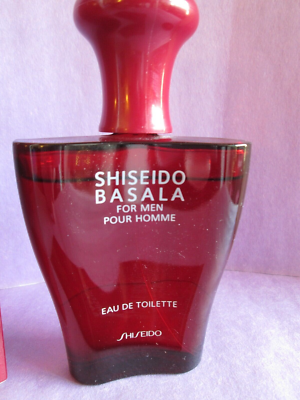 SHISEIDO
BASALA
FOR MEN
POUR HOMME
EAU DE TOILETTE
SHISEIDO